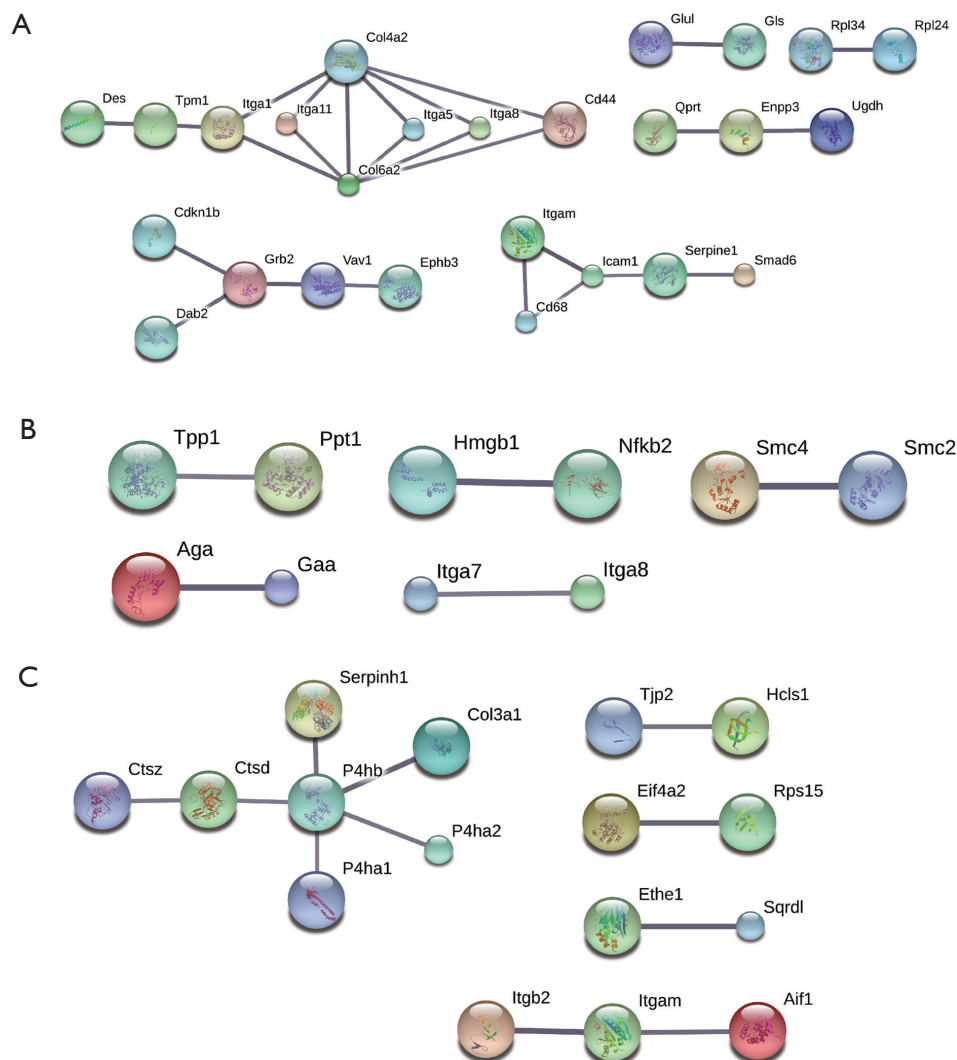 A
Col4a2
Glul
Gls
Rpl34
Rpl24
Des
Tpm1
Itga1
Itga11
Itga5
Itga8
Cd44
Qprt
Enpp3
Ugdh
Col6a2
Cdkn1b
Itgam
Grb2
Vav1
Ephb3
Icam1
Serpine1
Smad6
Dab2
Cd68
B
Tpp1
Ppt1
Hmgb1
Nfkb2
Smc4
Smc2
Aga
Gaa
Itga7
Itga8
C
Serpinh1
Col3a1
Tjp2
Hcls1
Ctsz
Ctsd
P4hb
Eif4a2
Rps15
P4ha2
P4ha1
Ethe1
Sqrdl
Itgb2
Itgam
Aif1